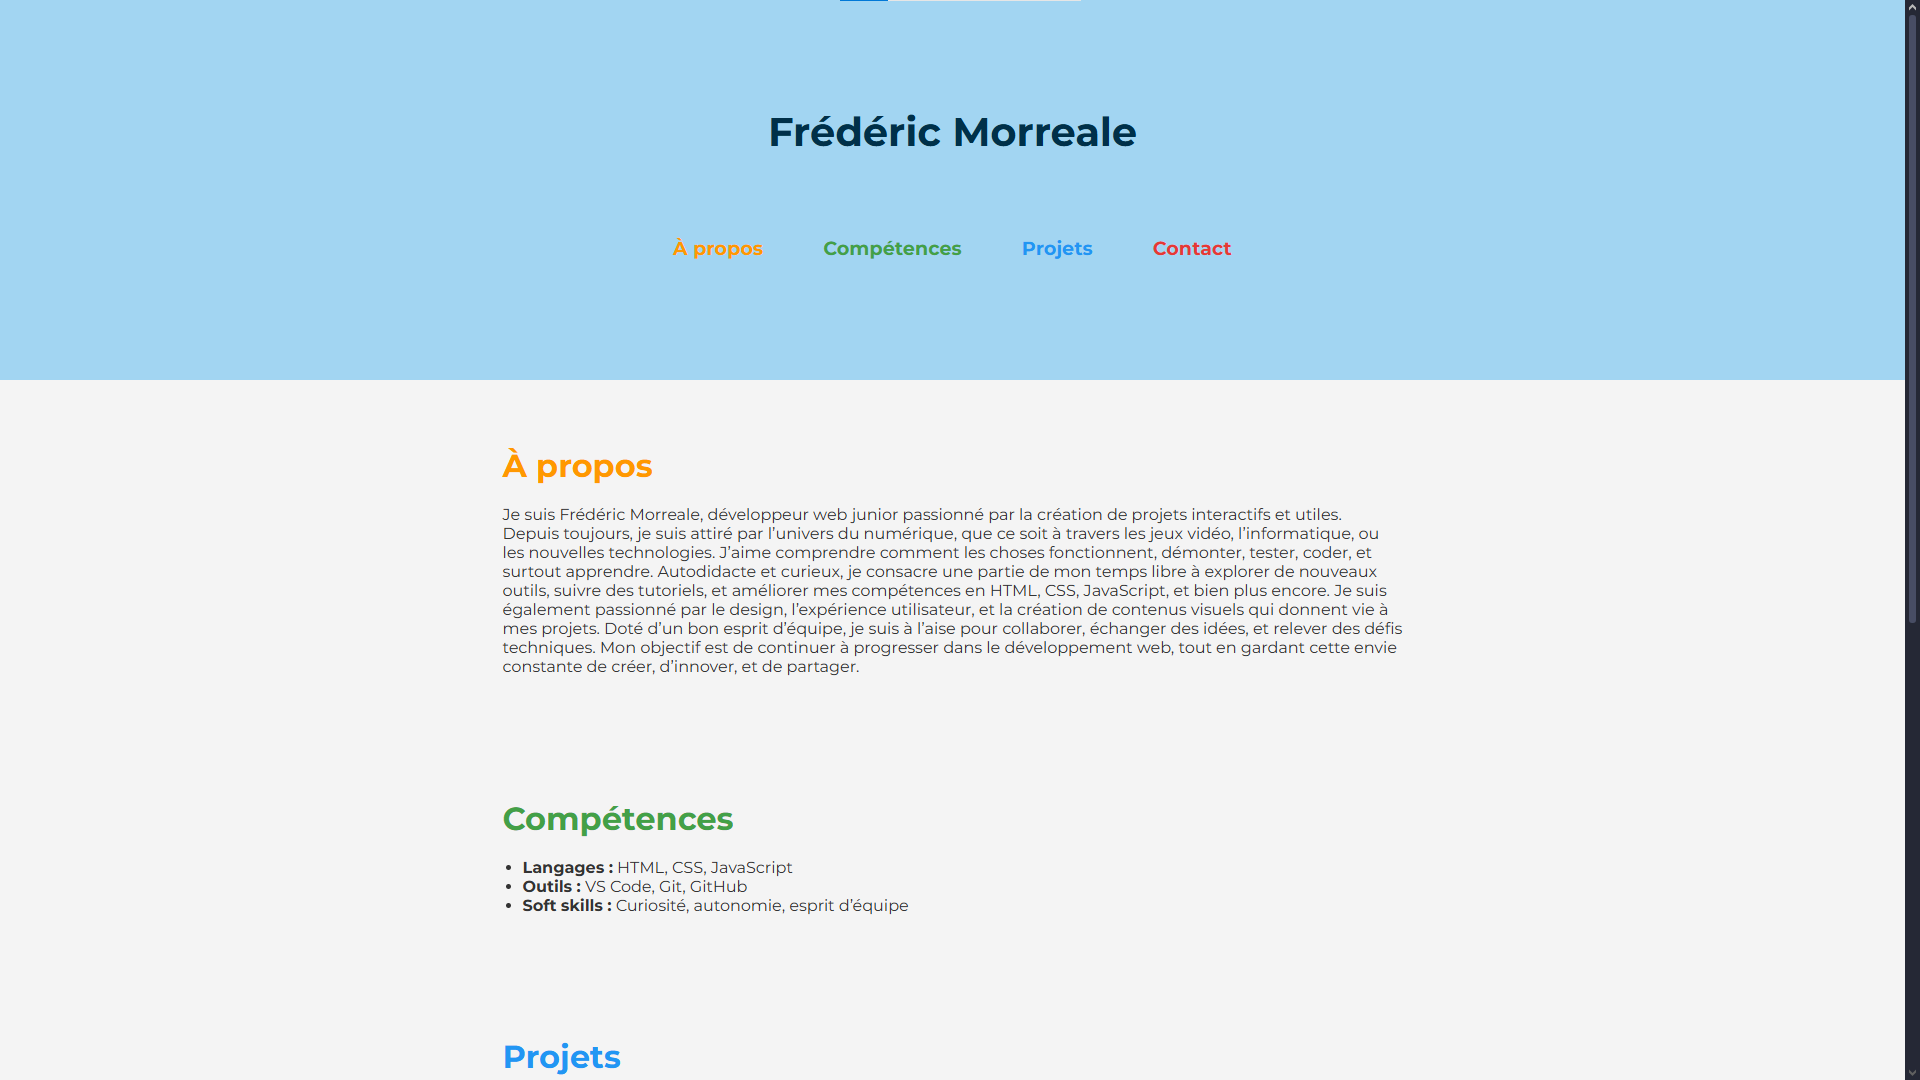 Frédéric Morreale
À propos Compétences Projets Contact
À propos
Je suis Frédéric Morreale, développeur web junior passionné par la création de projets interactifs et utiles.
Depuis toujours, je suis attiré par l’univers du numérique, que ce soit à travers les jeux vidéo, l’informatique, ou
les nouvelles technologies. J’aime comprendre comment les choses fonctionnent, démonter, tester, coder, et
surtout apprendre. Autodidacte et curieux, je consacre une partie de mon temps libre à explorer de nouveaux
outils, suivre des tutoriels, et améliorer mes compétences en HTML, CSS, JavaScript, et bien plus encore. Je suis
également passionné par le design, l’expérience utilisateur, et la création de contenus visuels qui donnent vie à
mes projets. Doté d’un bon esprit d’équipe, je suis à l’aise pour collaborer, échanger des idées, et relever des défis
techniques. Mon objectif est de continuer à progresser dans le développement web, tout en gardant cette envie
constante de créer, d’innover, et de partager.
Compétences
• Langages : HTML, CSS, JavaScript
• Outils : VS Code, Git, GitHub
• Soft skills : Curiosité, autonomie, esprit d’équipe
Projets